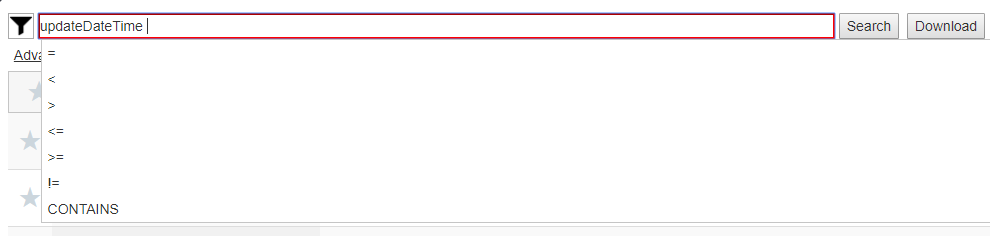 updateDateTime Search Download
Adva
=
<
>
<=
>=
!=
CONTAINS